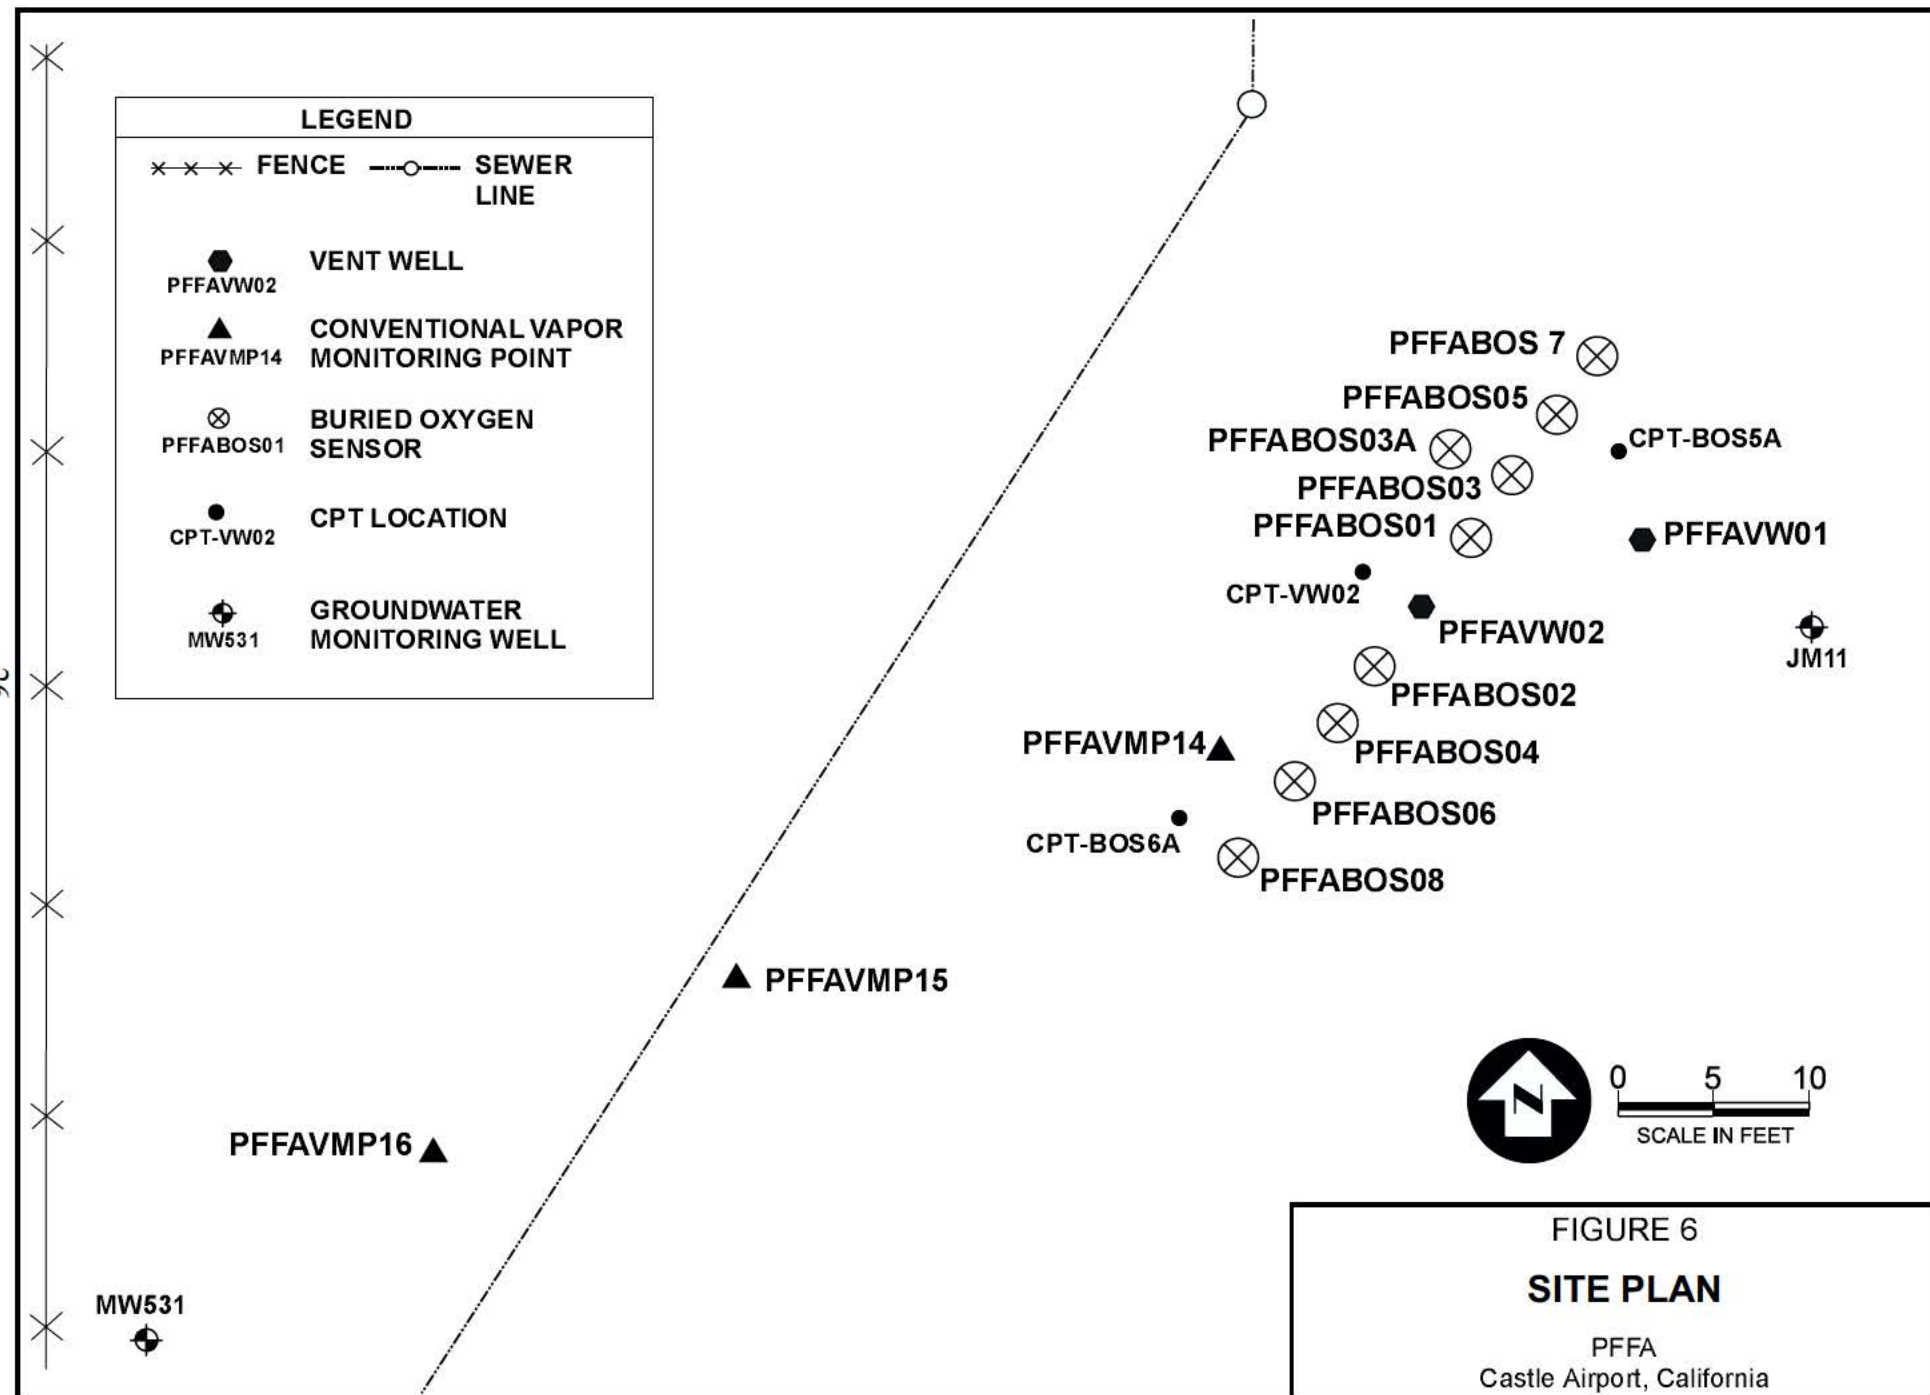 LEGEND
FENCE
SEWER
LINE
PFFAVW02
VENT WELL
PFFAVMP14
CONVENTIONAL VAPOR
MONITORING POINT
PFFABOS01
BURIED OXYGEN
SENSOR
CPT-VW02
CPT LOCATION
MW531
GROUNDWATER
MONITORING WELL
PFFABOS 7
PFFABOS05
PFFABOS03A
CPT-BOS5A
PFFABOS03
PFFABOS01
PFFAVW01
CPT-VW02
PFFAVW02
JM11
PFFABOS02
PFFAVMP14
PFFABOS04
PFFABOS06
CPT-BOS6A
PFFABOS08
PFFAVMP15
PFFAVMP16
MW531
N
0 5 10
SCALE IN FEET
FIGURE 6
SITE PLAN
PFFA
Castle Airport, California